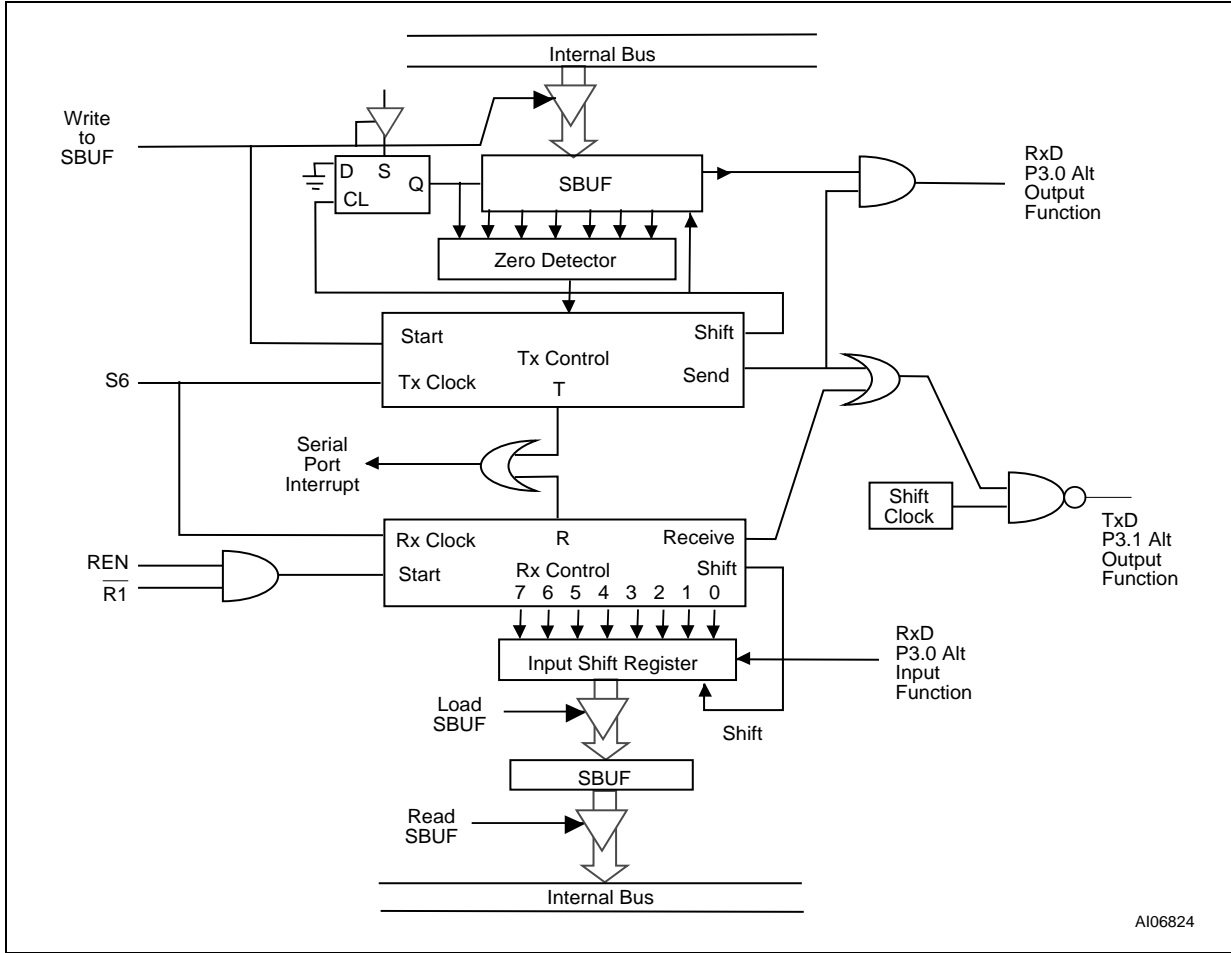 Internal Bus
Write
to
SBUF
D S
Q
CL
SBUF
RxD
P3.0 Alt
Output
Function
Zero Detector
Start
Shift
Tx Control
Send
S6
Tx Clock
T
Serial
Port
Interrupt
Shift
Clock
TxD
P3.1 Alt
Output
Function
Rx Clock
R
Receive
REN
R1
Start
Shift
Rx Control
7 6 5 4 3 2 1 0
Input Shift Register
RxD
P3.0 Alt
Input
Function
Load
SBUF
Shift
SBUF
Read
SBUF
Internal Bus
AI06824